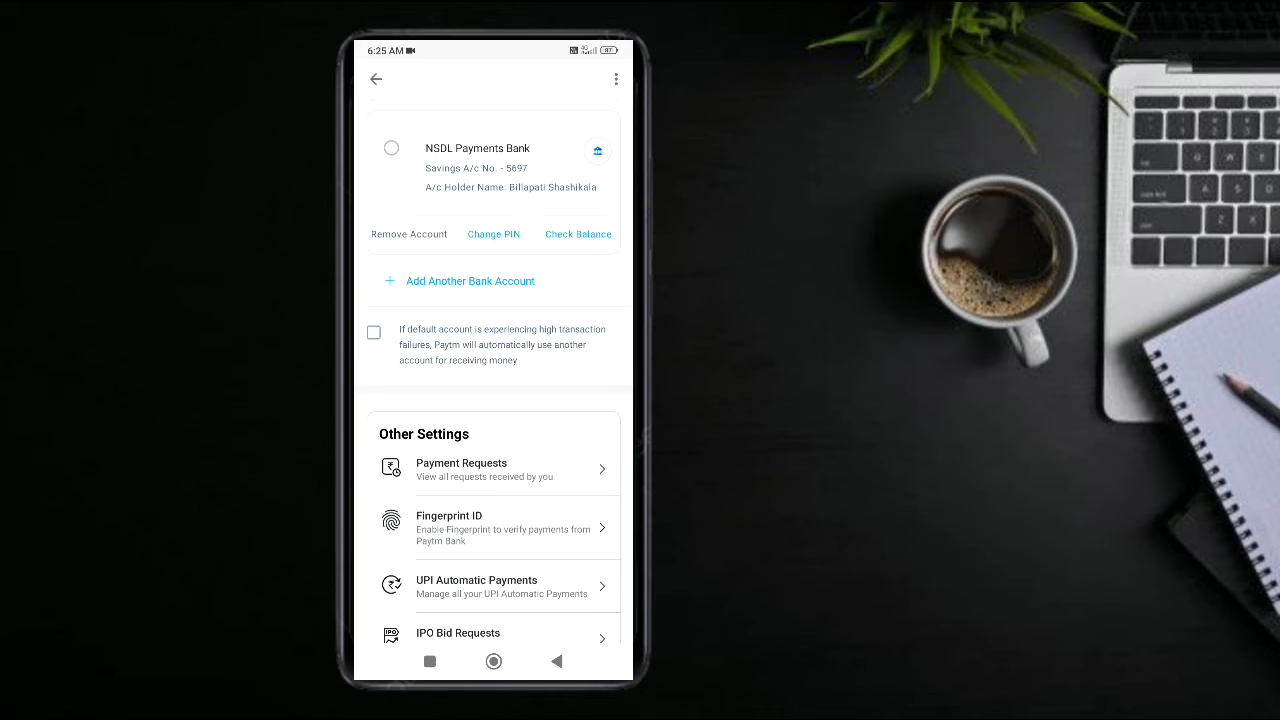 6:25 AM
87
NSDL Payments Bank
Savings A/c No. - 5697
A/c Holder Name: Billapati Shashikala
Remove Account Change PIN Check Balance
+ Add Another Bank Account
If default account is experiencing high transaction
failures, Paytm will automatically use another
account for receiving money
Other Settings
Payment Requests
View all requests received by you
Fingerprint ID
Enable Fingerprint to verify payments from
Paytm Bank
UPI Automatic Payments
Manage all your UPI Automatic Payments
IPO
IPO Bid Requests